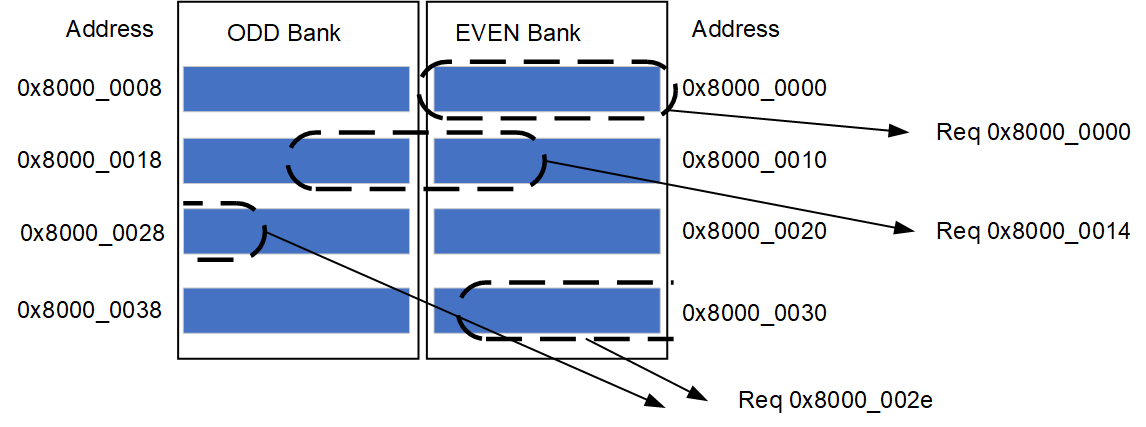 Address ODD Bank EVEN Bank Address
0x8000_0008 0x8000_0000
Req 0x8000_0000
0x8000_0018 0x8000_0010
Req 0x8000_0014
0x8000_0028 0x8000_0020
0x8000_0038 0x8000_0030
Req 0x8000_002e